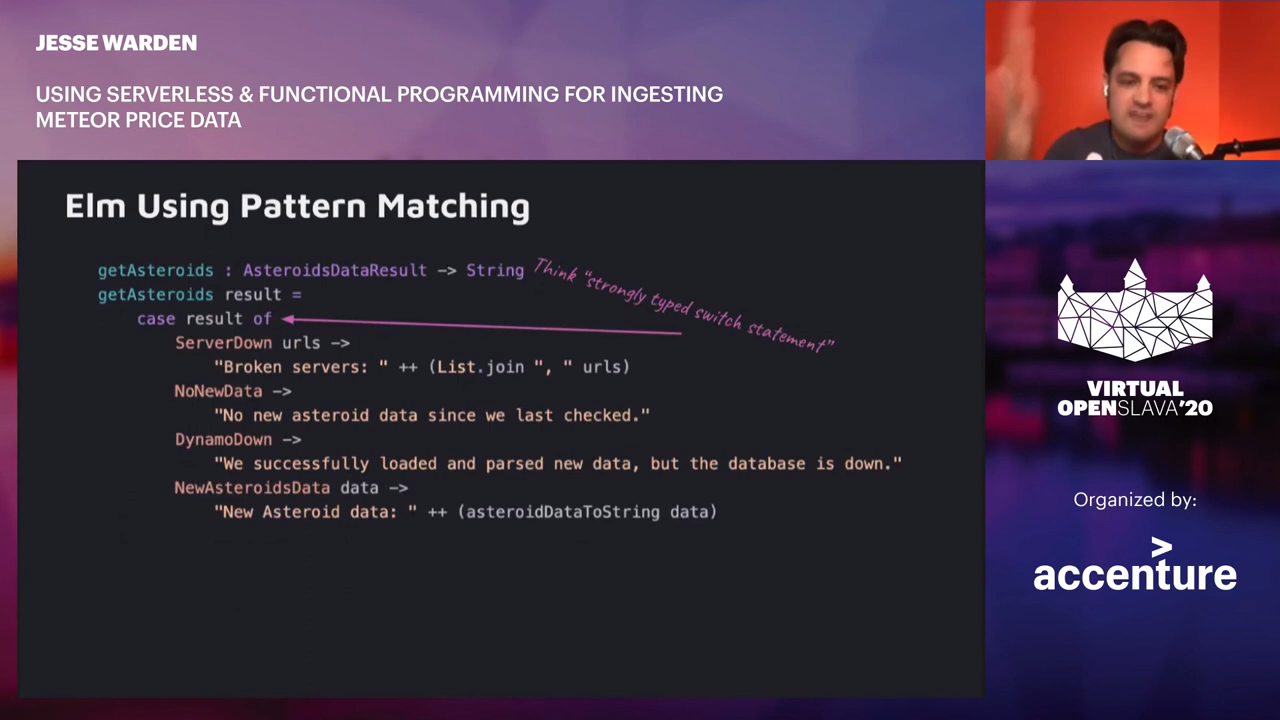 JESSE WARDEN
USING SERVERLESS & FUNCTIONAL PROGRAMMING FOR INGESTING
METEOR PRICE DATA
Elm Using Pattern Matching
getAsteroids : AsteroidsDataResult -> String
Think "strongly typed switch statement"
getAsteroids result =
case result of
ServerDown urls ->
"Broken servers: " ++ (List.join ", " urls)
NoNewData ->
"No new asteroid data since we last checked."
DynamoDown ->
"We successfully loaded and parsed new data, but the database is down."
NewAsteroidsData data ->
"New Asteroid data: " ++ (asteroidDataToString data)
VIRTUAL
OPENSLAVA'20
Organized by:
>
accenture